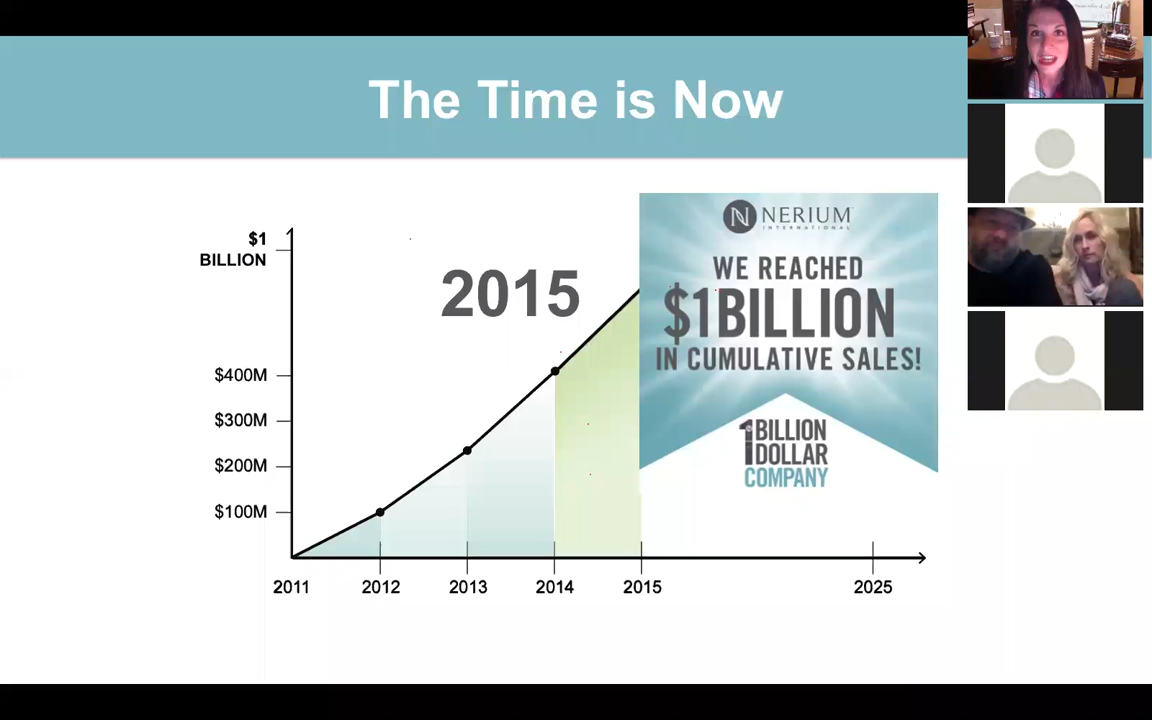 The Time is Now
$1
BILLION
$400M
$300M
$200M
$100M
2015
2011
2012
2013
2014
2015
2025
NERIUM
INTERNATIONAL
WE REACHED
$1BILLION
IN CUMULATIVE SALES!
1BILLION
DOLLAR
COMPANY